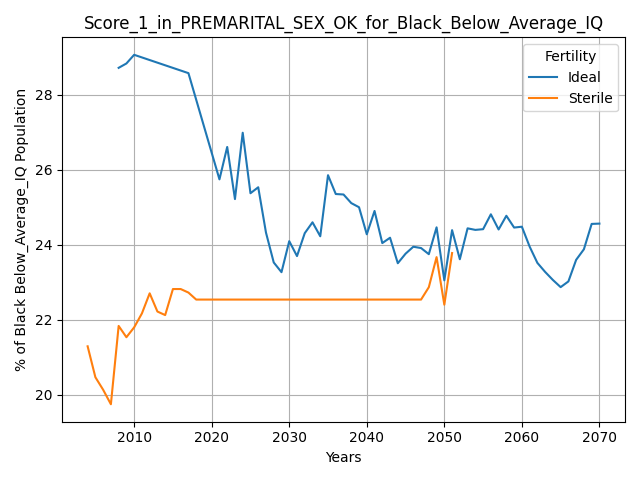 Score_1_in_PREMARITAL_SEX_OK_for_Black_Below_Average_IQ
Fertility
Ideal
Sterile
% of Black Below_Average_IQ Population
28
26
24
22
20
2010 2020 2030 2040 2050 2060 2070
Years